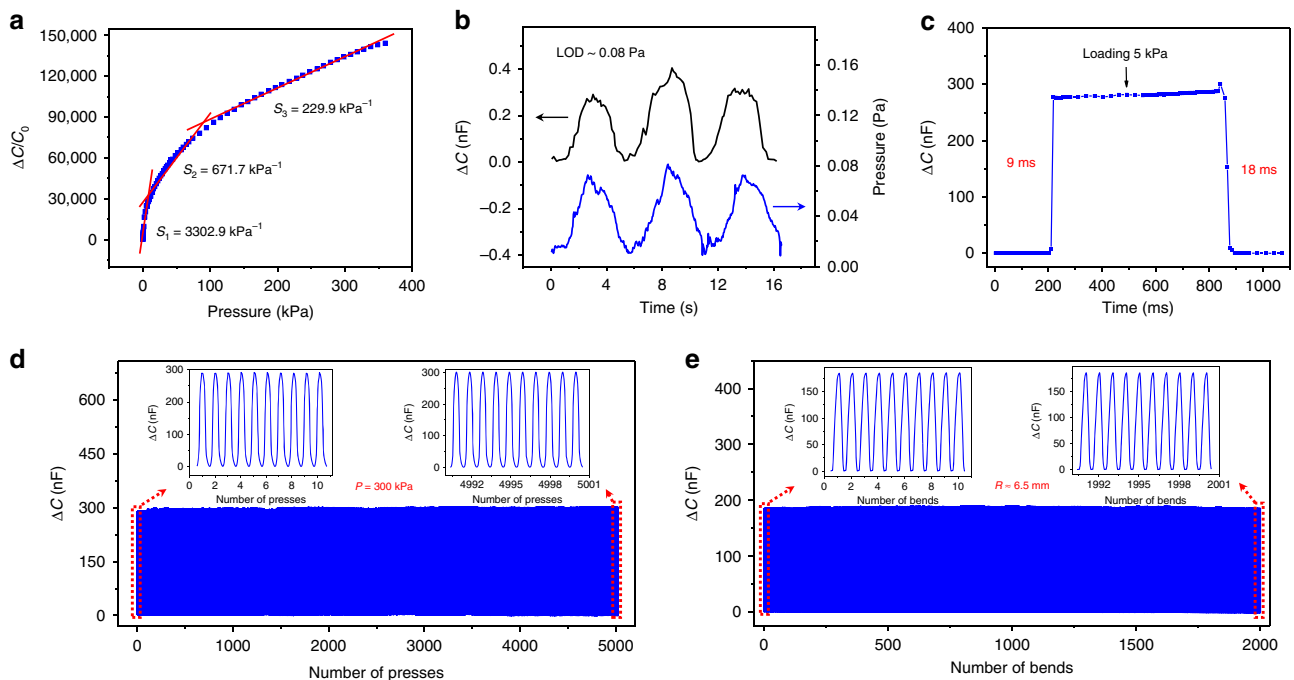 a
150,000
120,000
90,000
60,000
30,000
0
ΔC/C₀
S₃ = 229.9 kPa⁻¹
S₂ = 671.7 kPa⁻¹
S₁ = 3302.9 kPa⁻¹
0 100 200 300 400
Pressure (kPa)
b
LOD ~ 0.08 Pa
0.4
0.2
0.0
−0.2
−0.4
ΔC (nF)
0.16
0.12
0.08
0.04
0.00
Pressure (Pa)
0 4 8 12 16
Time (s)
c
400
300
200
100
0
ΔC (nF)
Loading 5 kPa
9 ms
18 ms
0 200 400 600 800 1000
Time (ms)
d
600
450
300
150
0
ΔC (nF)
300
200
100
0
ΔC (nF)
0 2 4 6 8 10
Number of presses
300
200
100
0
ΔC (nF)
4992 4995 4998 5001
Number of presses
P = 300 kPa
0 1000 2000 3000 4000 5000
Number of presses
e
400
300
200
100
0
ΔC (nF)
150
100
50
0
ΔC (nF)
0 2 4 6 8 10
Number of bends
150
100
50
0
ΔC (nF)
1992 1995 1998 2001
Number of bends
R ≈ 6.5 mm
0 500 1000 1500 2000
Number of bends